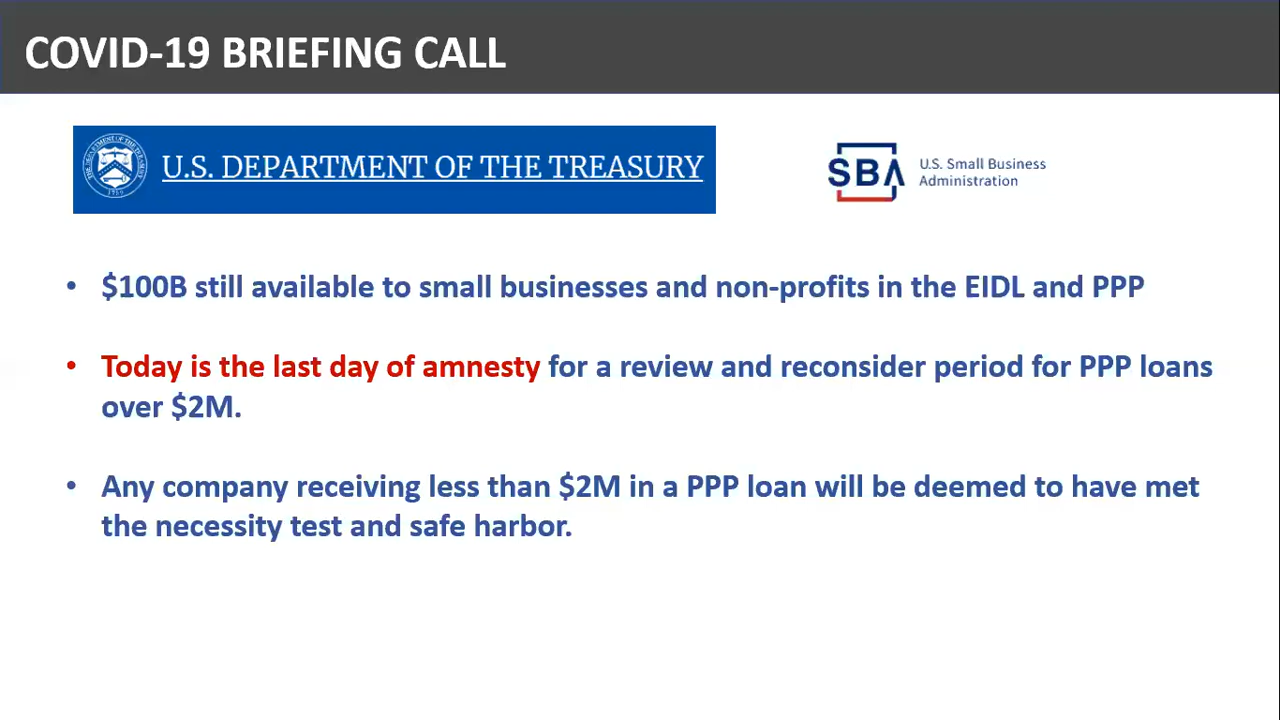 COVID-19 BRIEFING CALL
U.S. DEPARTMENT OF THE TREASURY
SBA
U.S. Small Business
Administration
• $100B still available to small businesses and non-profits in the EIDL and PPP
• Today is the last day of amnesty for a review and reconsider period for PPP loans
over $2M.
• Any company receiving less than $2M in a PPP loan will be deemed to have met
the necessity test and safe harbor.